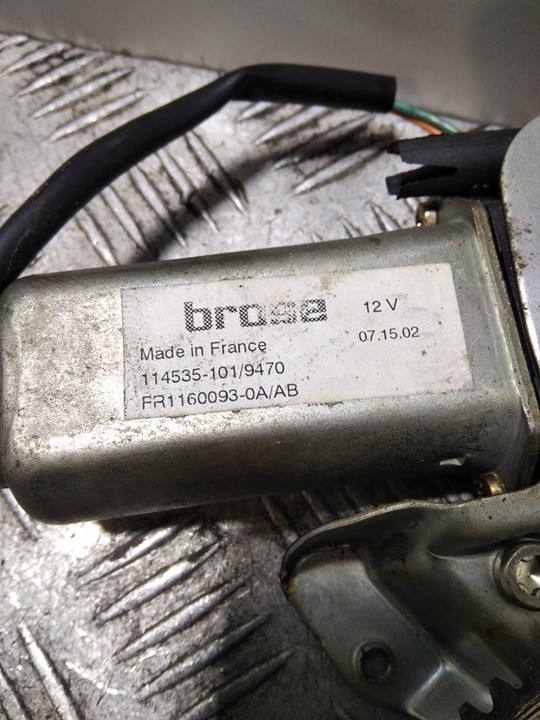 brose
12 V
07.15.02
Made in France
114535-101/9470
FR1160093-0A/AB